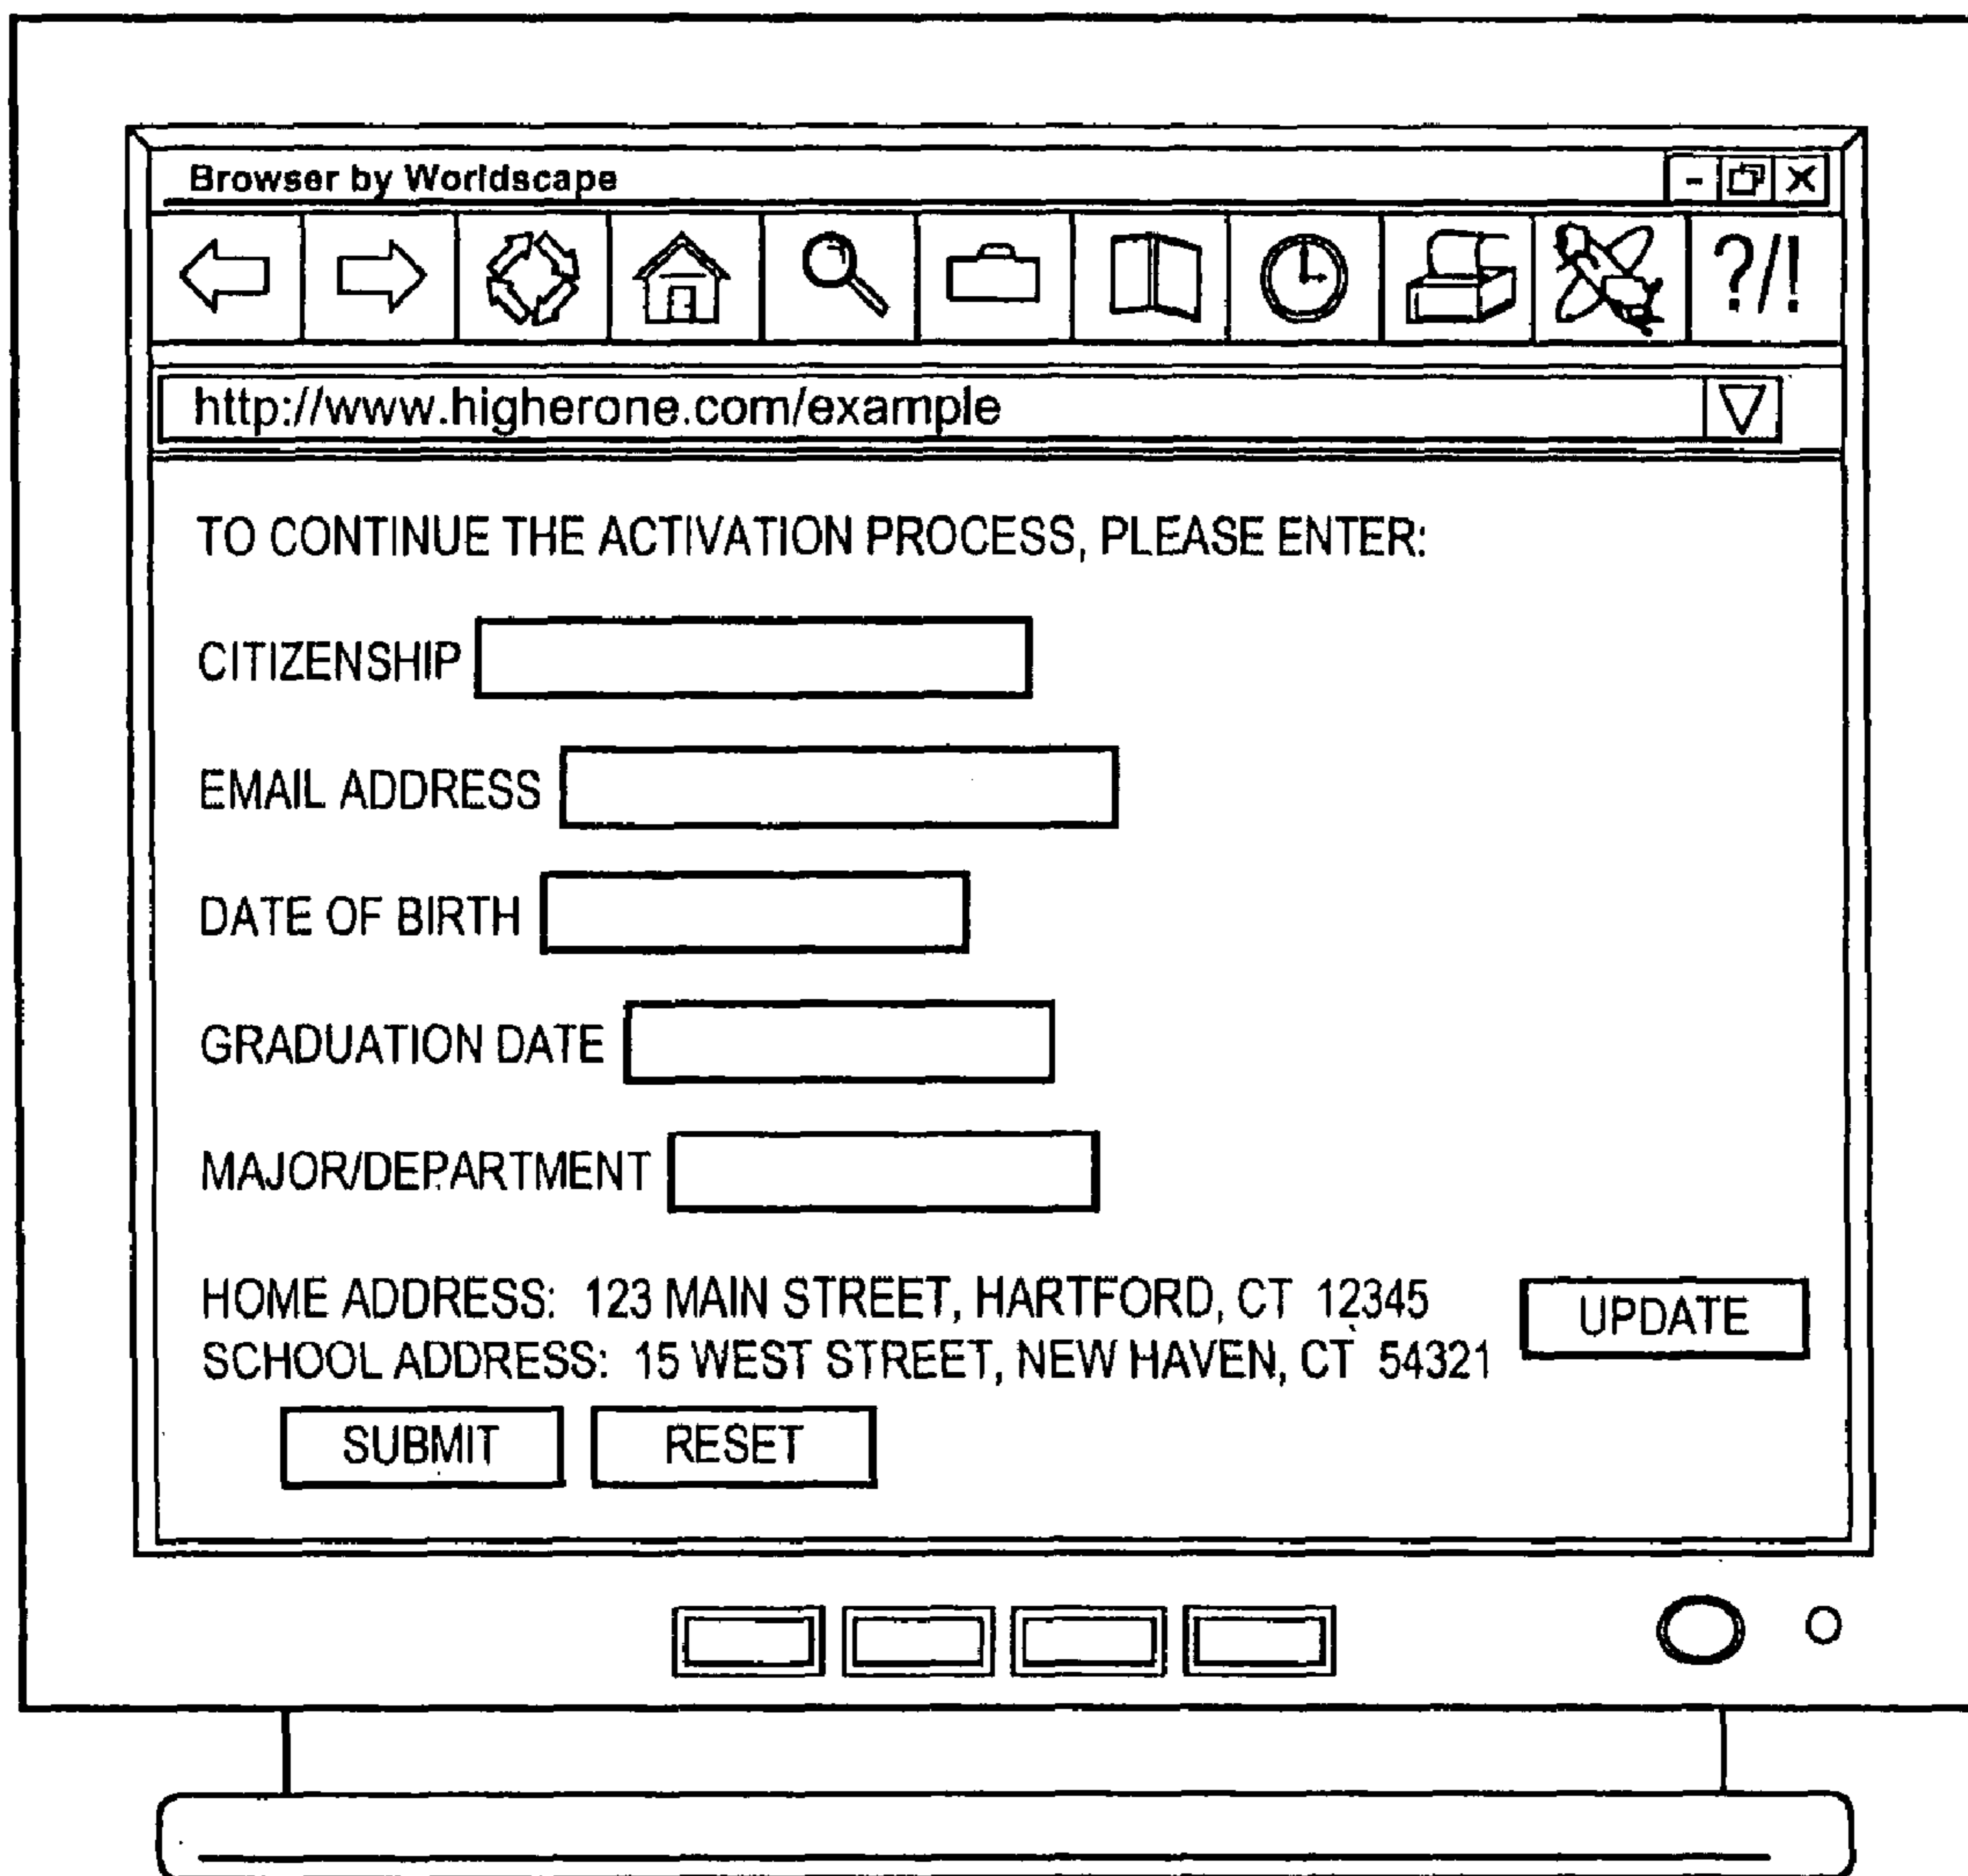 Browser by Worldscape
?/!
http://www.higherone.com/example
TO CONTINUE THE ACTIVATION PROCESS, PLEASE ENTER:
CITIZENSHIP
EMAIL ADDRESS
DATE OF BIRTH
GRADUATION DATE
MAJOR/DEPARTMENT
HOME ADDRESS: 123 MAIN STREET, HARTFORD, CT 12345
UPDATE
SCHOOL ADDRESS: 15 WEST STREET, NEW HAVEN, CT 54321
SUBMIT RESET